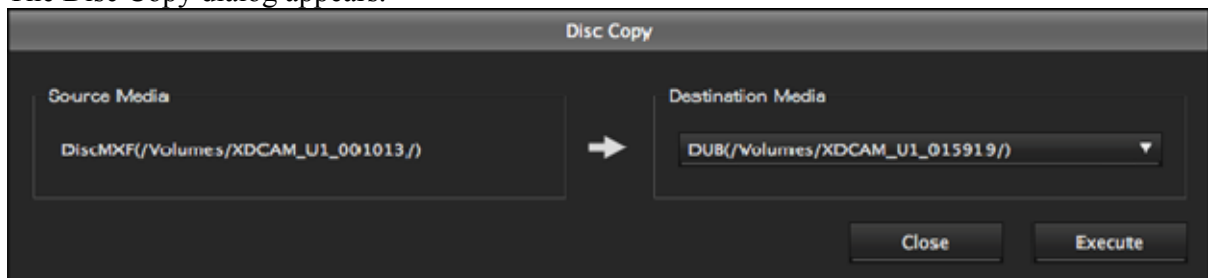 The Disc Copy dialog appears.
Disc Copy
Source Media
DiscMXF(/Volumes/XDCAM_U1_001013/)
Destination Media
DUB(/Volumes/XDCAM_U1_015919/)
Close
Execute